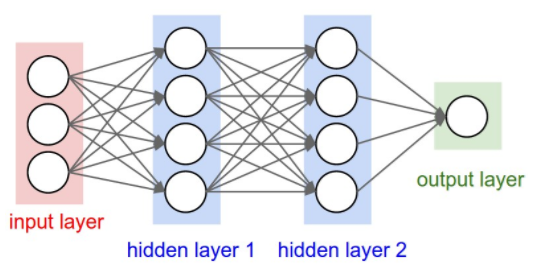 input layer
hidden layer 1
hidden layer 2
output layer